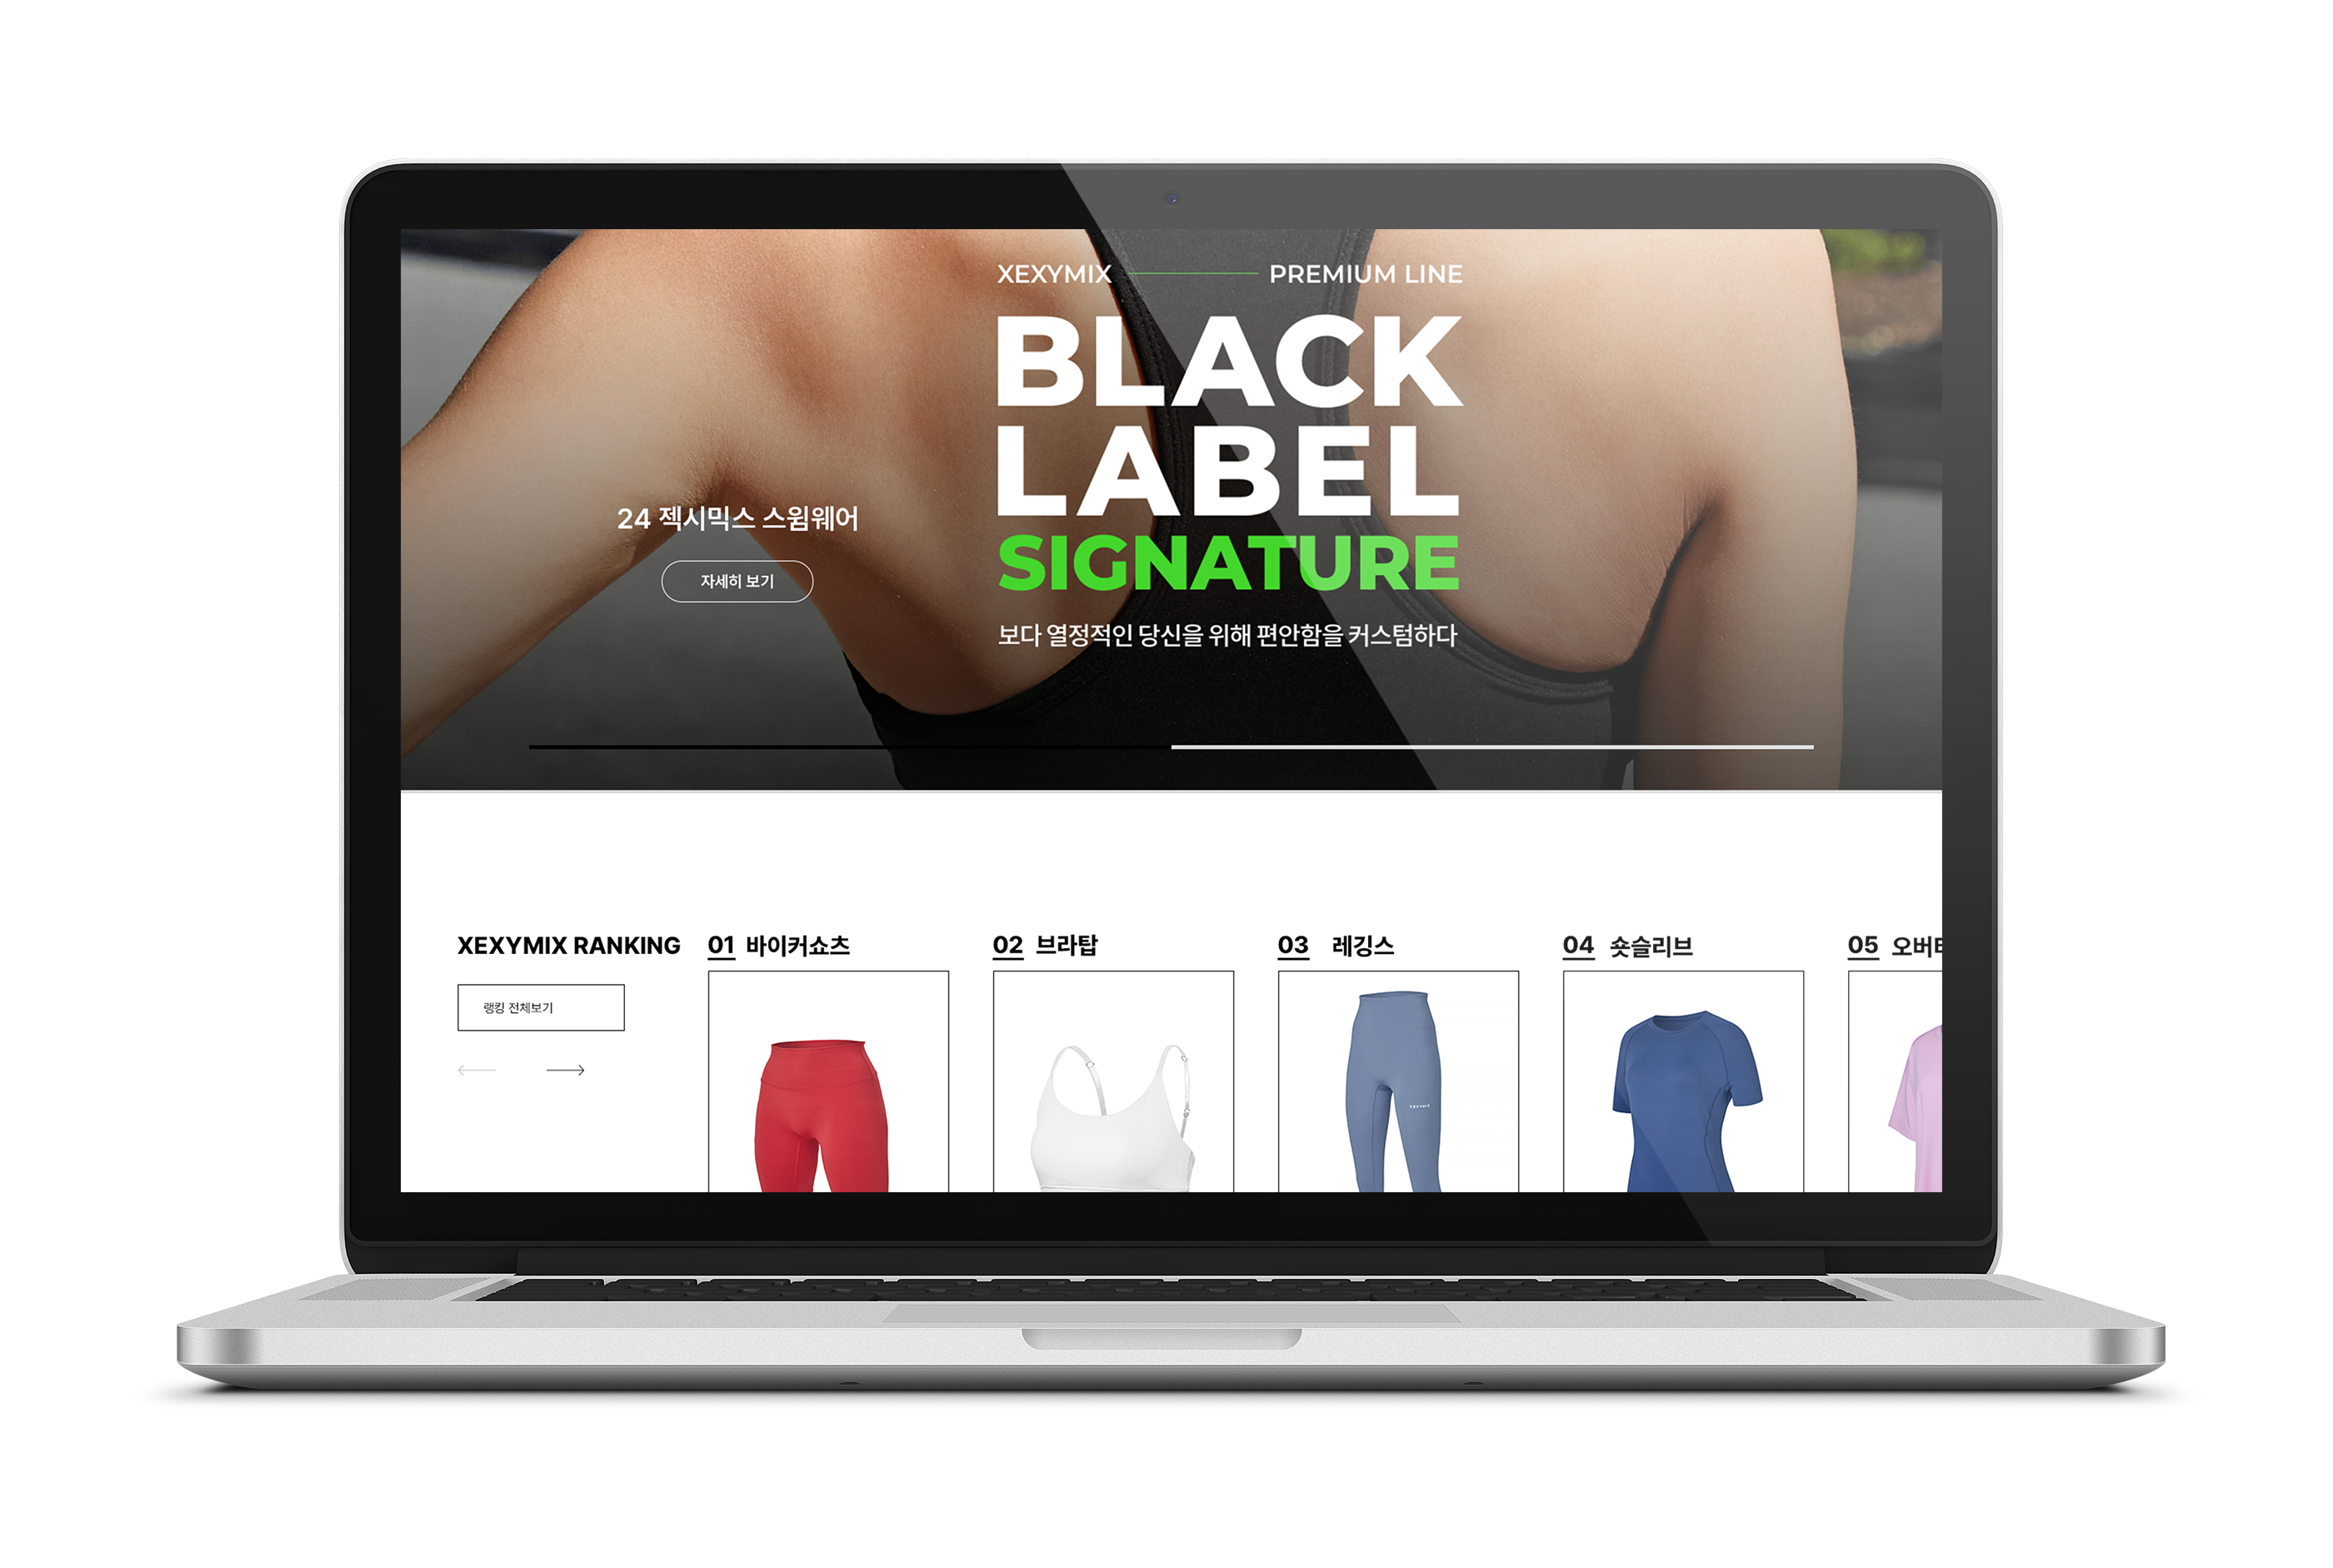 XEXYMIX PREMIUM LINE
BLACK
LABEL
SIGNATURE
보다 열정적인 당신을 위해 편안함을 커스텀하다
24 젝시믹스 스윔웨어
자세히 보기
XEXYMIX RANKING
랭킹 전체보기
01 바이커쇼츠
02 브라탑
03 레깅스
XEXYMIX
04 숏슬리브
05 오버